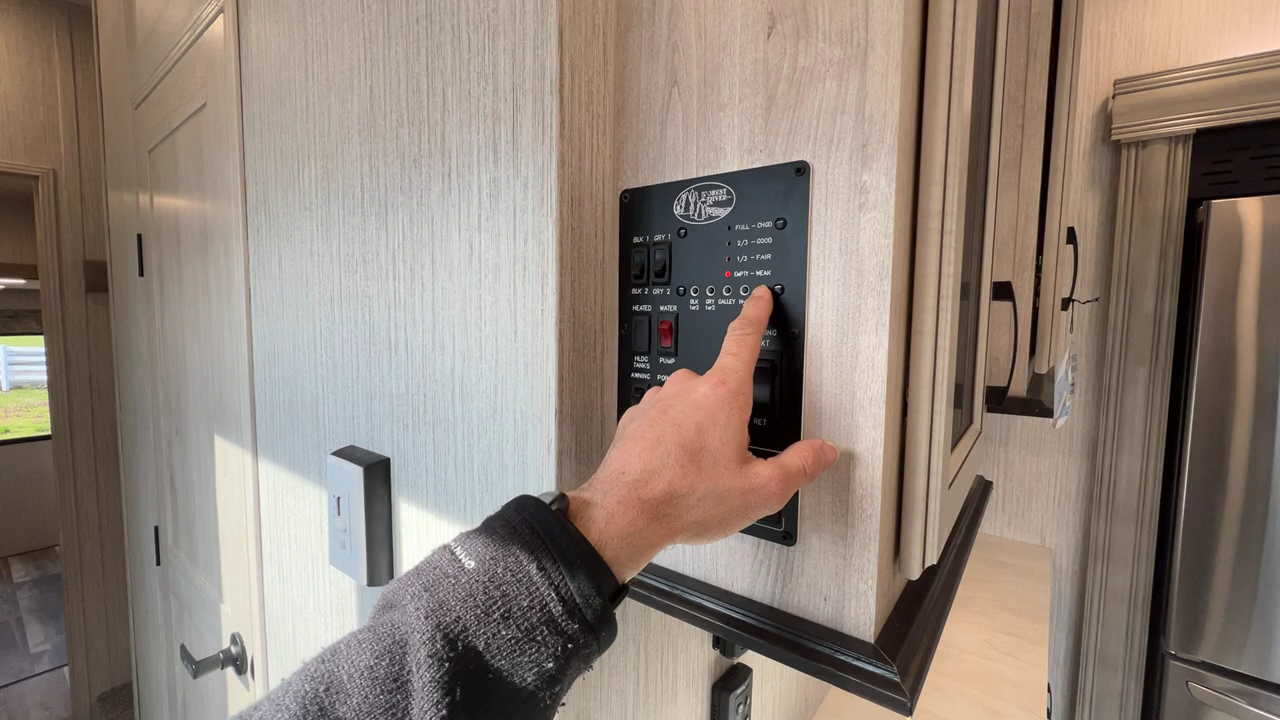 FOREST
RIVER
FULL - CHGD
2/3 - GOOD
1/3 - FAIR
EMPTY - WEAK
BLK 1 GRY 1
BLK 2 GRY 2
BLK GRY GALLEY
1or2 1or2
HEATED WATER
HLDG PUMP
TANKS
AWNING
RET